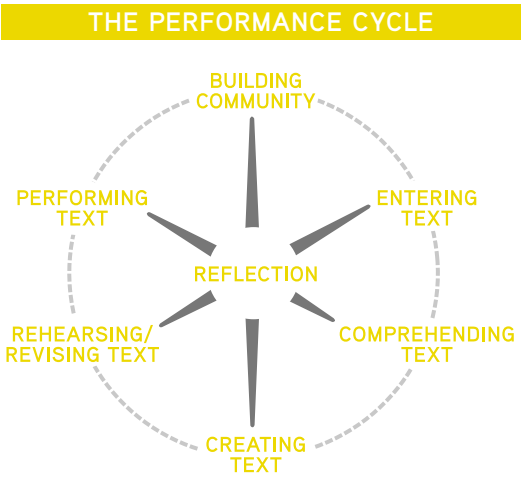 THE PERFORMANCE CYCLE
BUILDING
COMMUNITY
ENTERING
TEXT
COMPREHENDING
TEXT
CREATING
TEXT
REHEARSING/
REVISING TEXT
PERFORMING
TEXT
REFLECTION